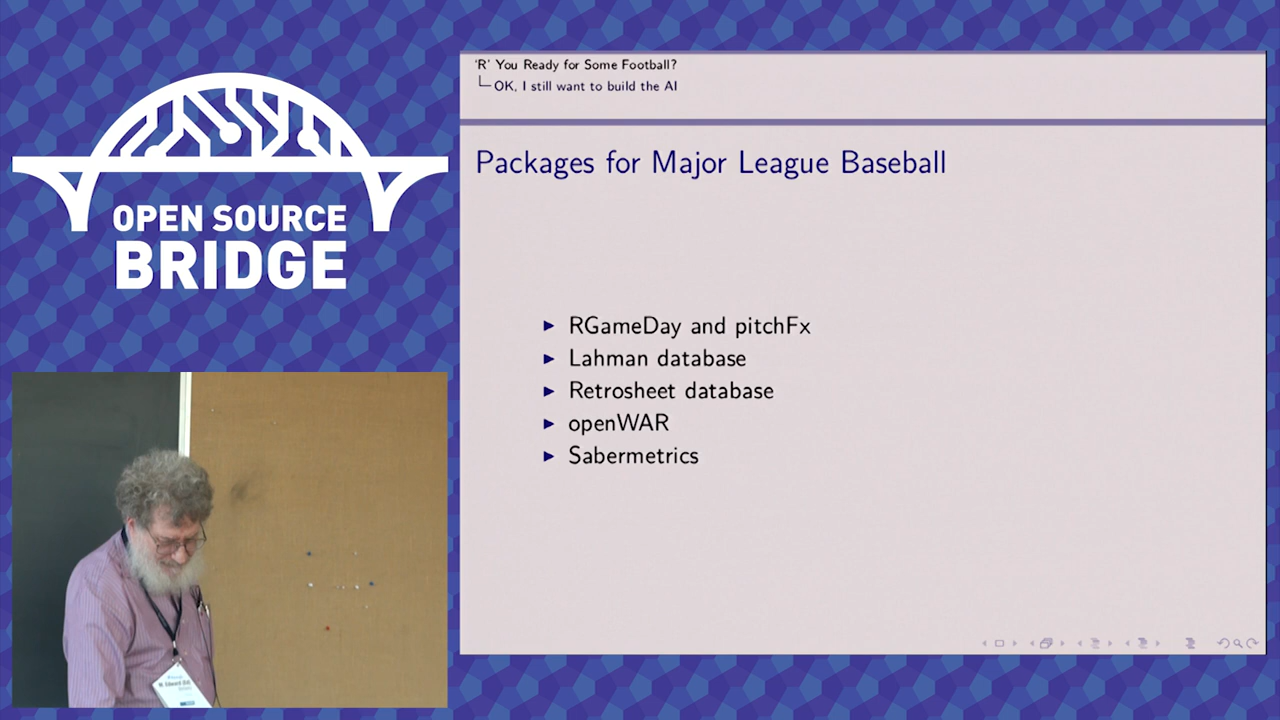 OPEN SOURCE
BRIDGE
'R' You Ready for Some Football?
OK, I still want to build the AI
Packages for Major League Baseball
RGameDay and pitchFx
Lahman database
Retrosheet database
openWAR
Sabermetrics